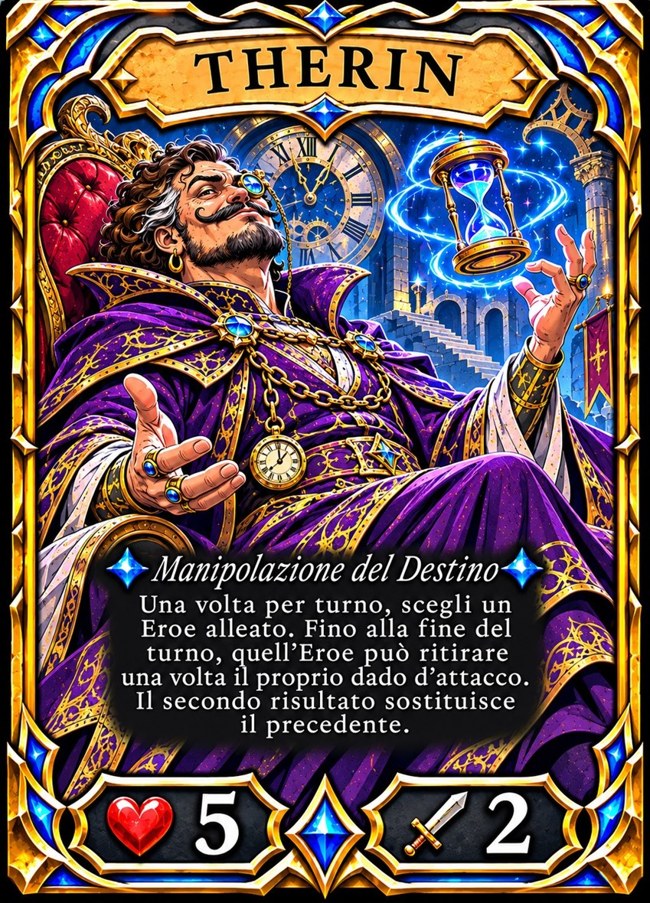 THERIN
Manipolazione del Destino
Una volta per turno, scegli un
Eroe alleato. Fino alla fine del
turno, quell'Eroe può ritirare
una volta il proprio dado d'attacco.
Il secondo risultato sostituisce
il precedente.
5
2